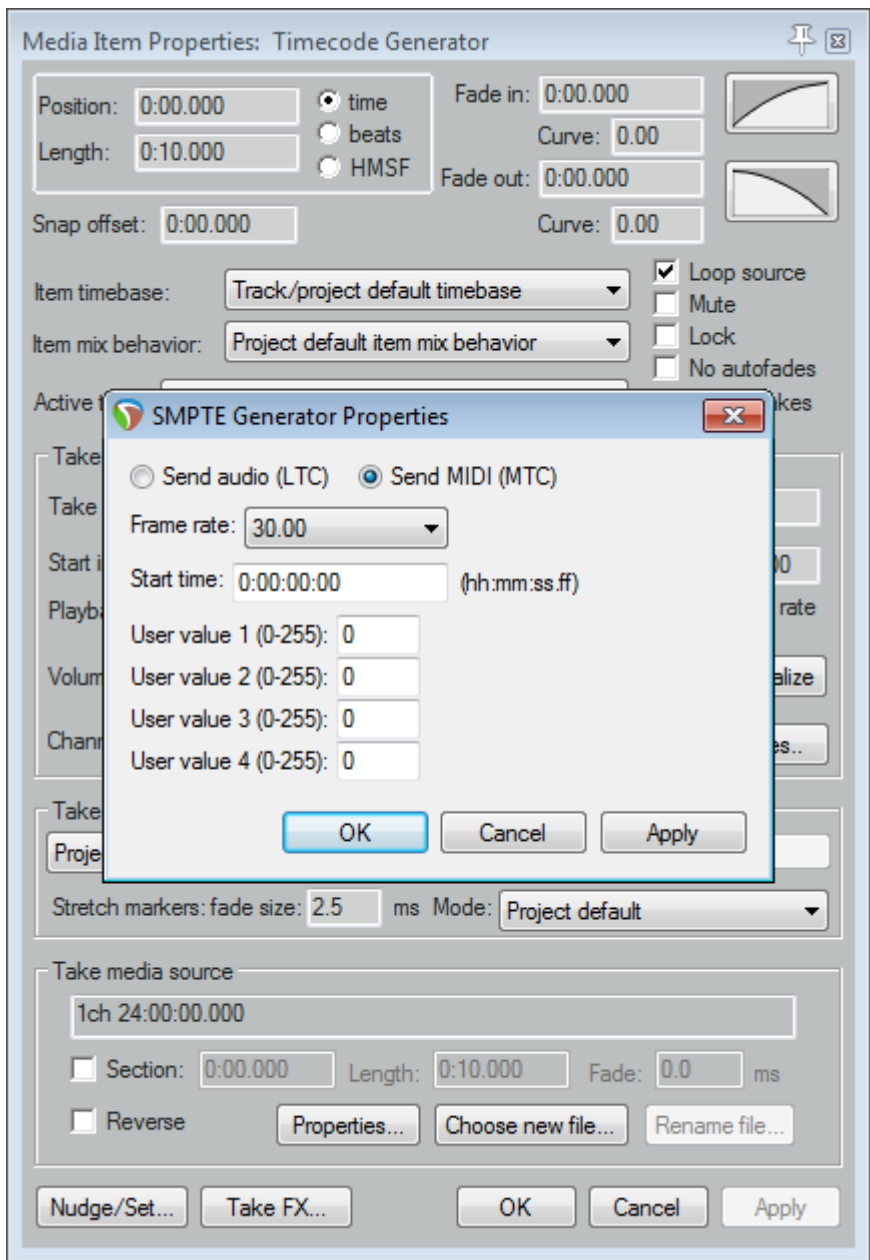 Media Item Properties: Timecode Generator
Position: 0:00.000 time Fade in: 0:00.000
beats Curve: 0.00
Length: 0:10.000 HMSF Fade out: 0:00.000
Snap offset: 0:00.000 Curve: 0.00
Item timebase: Track/project default timebase Loop source
Mute
Item mix behavior: Project default item mix behavior Lock
No autofades
Active
SMPTE Generator Properties
Take
Send audio (LTC) Send MIDI (MTC)
Take
Frame rate: 30.00
Start
Start time: 0:00:00:00 (hh:mm:ss.ff)
rate
User value 1 (0-255): 0
User value 2 (0-255): 0
User value 3 (0-255): 0
User value 4 (0-255): 0
Take
OK Cancel Apply
Stretch markers: fade size: 2.5 ms Mode: Project default
Take media source
1ch 24:00:00.000
Section: 0:00.000 Length: 0:10.000 Fade: 0.0 ms
Reverse Properties... Choose new file... Rename file...
Nudge/Set... Take FX... OK Cancel Apply